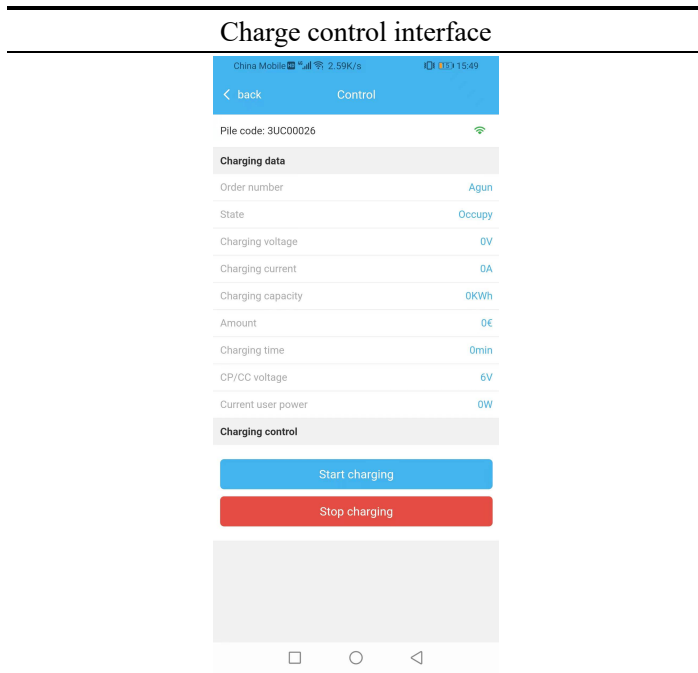 Charge control interface
China Mobile HD 4G 2.59K/s 15:49
back Control
Pile code: 3UC00026
Charging data
Order number Agun
State Occupy
Charging voltage 0V
Charging current 0A
Charging capacity 0KWh
Amount 0€
Charging time 0min
CP/CC voltage 6V
Current user power 0W
Charging control
Start charging
Stop charging